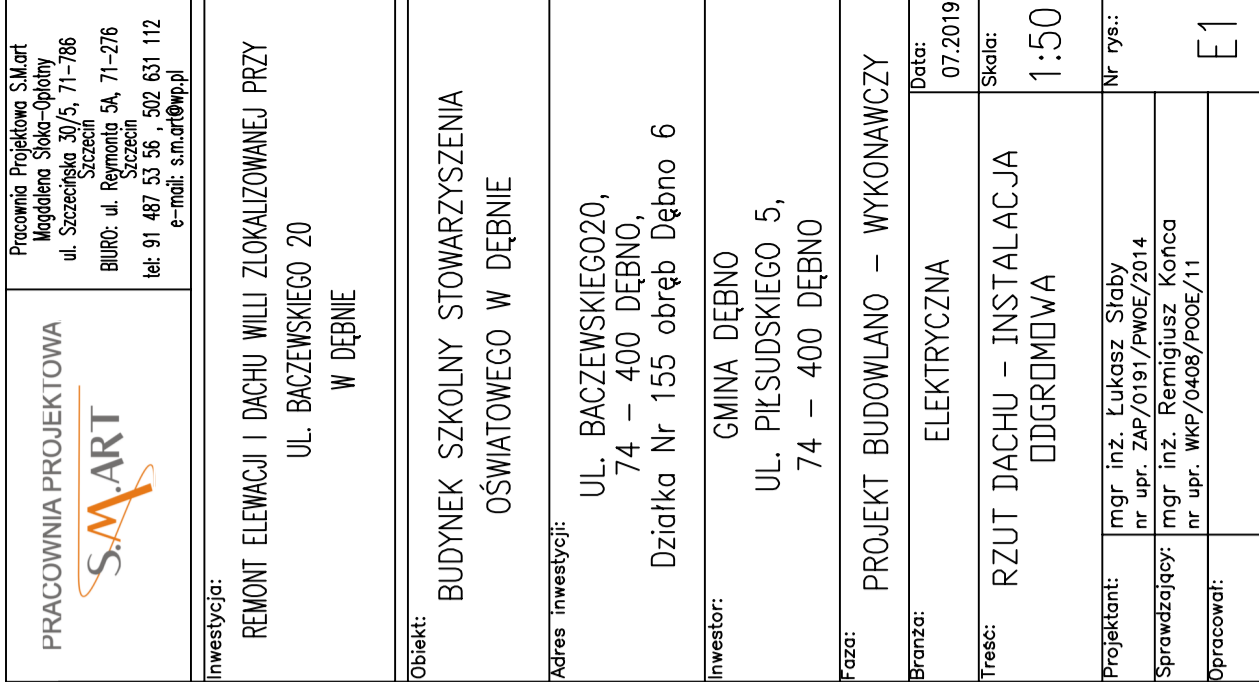 PRACOWNIA PROJEKTOWA
S.M.ART
Pracownia Projektowa S.M.art
Magdalena Słoka-Opłotny
ul. Szczecińska 30/5, 71-786
Szczecin
BIURO: ul. Reymonta 5A, 71-276
Szczecin
tel: 91 487 53 56 , 502 631 112
e-mail: s.m.art@wp.pl
Inwestycja:
REMONT ELEWACJI I DACHU WILLI ZLOKALIZOWANEJ PRZY
UL. BACZEWSKIEGO 20
W DĘBNIE
Obiekt:
BUDYNEK SZKOLNY STOWARZYSZENIA
OŚWIATOWEGO W DĘBNIE
Adres inwestycji:
UL. BACZEWSKIEGO20,
74 - 400 DĘBNO,
Działka Nr 155 obręb Dębno 6
Inwestor:
GMINA DĘBNO
UL. PIŁSUDSKIEGO 5,
74 - 400 DĘBNO
Faza:
PROJEKT BUDOWLANO - WYKONAWCZY
Branża:
ELEKTRYCZNA
Data:
07.2019
Treść:
RZUT DACHU - INSTALACJA
ODGROMOWA
Skala:
1:50
Projektant:
mgr inż. Łukasz Słaby
nr upr. ZAP/0191/PWOE/2014
Sprawdzający:
mgr inż. Remigiusz Końca
nr upr. WKP/0408/POOE/11
Opracował:
Nr rys.:
E1